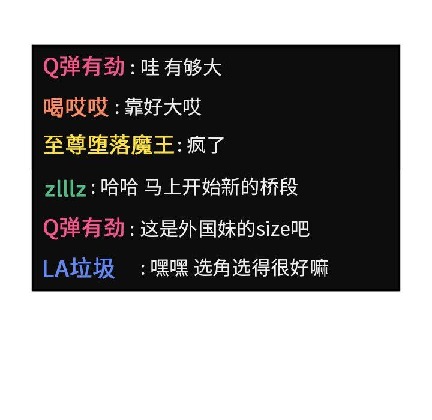 Q弹有劲：哇 有够大
喝哎哎：靠好大哎
至尊堕落魔王：疯了
zlllz：哈哈 马上开始新的桥段
Q弹有劲：这是外国妹的size吧
LA垃圾：嘿嘿 选角选得很好嘛